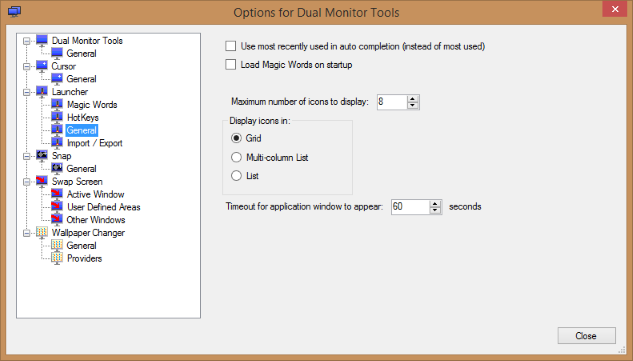 Options for Dual Monitor Tools
Dual Monitor Tools
General
Cursor
General
Launcher
Magic Words
HotKeys
General
Import / Export
Snap
General
Swap Screen
Active Window
User Defined Areas
Other Windows
Wallpaper Changer
General
Providers
Use most recently used in auto completion (instead of most used)
Load Magic Words on startup
Maximum number of icons to display: 8
Display icons in:
Grid
Multi-column List
List
Timeout for application window to appear: 60 seconds
Close